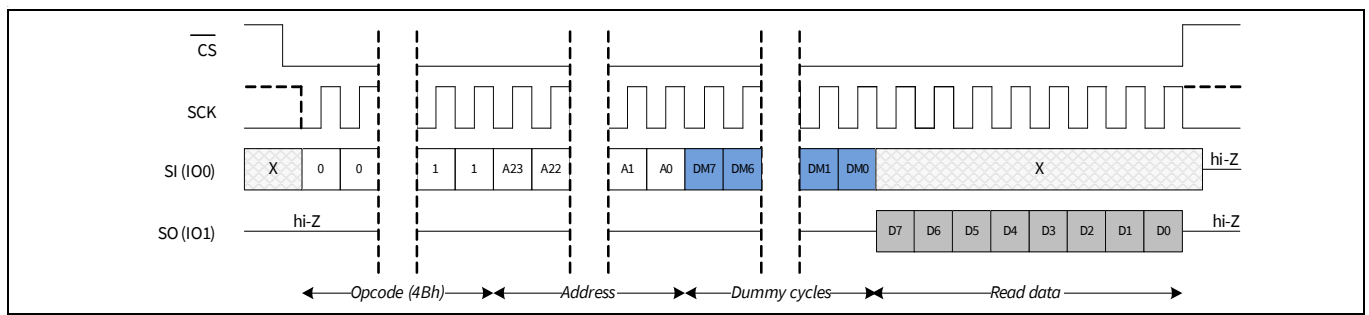 CS
SCK
SI (IO0) X 0 0 1 1 A23 A22 A1 A0 DM7 DM6 DM1 DM0 X hi-Z
SO (IO1) hi-Z D7 D6 D5 D4 D3 D2 D1 D0 hi-Z
Opcode (4Bh) Address Dummy cycles Read data